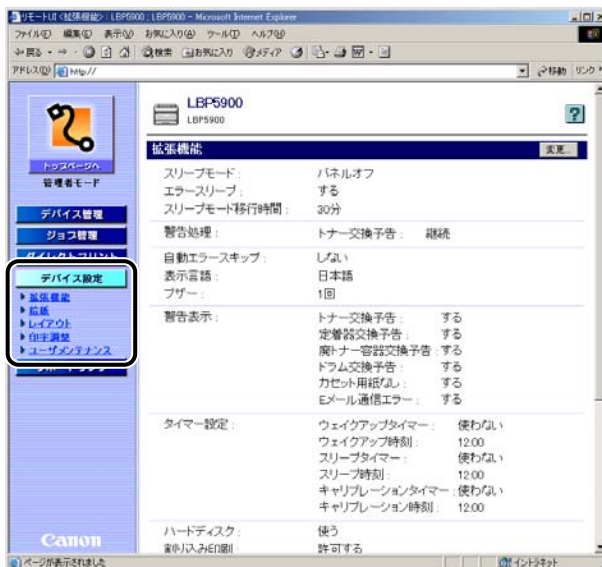 リモートUI <拡張機能> : LBP5900 ; LBP5900 - Microsoft Internet Explorer
ファイル(F) 編集(E) 表示(V) お気に入り(A) ツール(T) ヘルプ(H)
戻る 検索 お気に入り メディア
アドレス(D) http:// 移動 リンク
トップページへ
管理者モード
デバイス管理
ジョブ管理
ダイレクトプリント
デバイス設定
拡張機能
給紙
レイアウト
印字調整
ユーザメンテナンス
サポートリンク
Canon
LBP5900
LBP5900
?
拡張機能 変更...
スリープモード : パネルオフ
エラースリープ : する
スリープモード移行時間 : 30分
警告処理 : トナー交換予告 : 継続
自動エラースキップ : しない
表示言語 : 日本語
ブザー : 1回
警告表示 : トナー交換予告 : する
定着器交換予告 : する
廃トナー容器交換予告 : する
ドラム交換予告 : する
カセット用紙なし : する
Eメール通信エラー : する
タイマー設定 : ウェイクアップタイマー : 使わない
ウェイクアップ時刻 : 12:00
スリープタイマー : 使わない
スリープ時刻 : 12:00
キャリブレーションタイマー : 使わない
キャリブレーション時刻 : 12:00
ハードディスク : 使う
割り込み印刷 : 許可する
ページが表示されました イントラネット